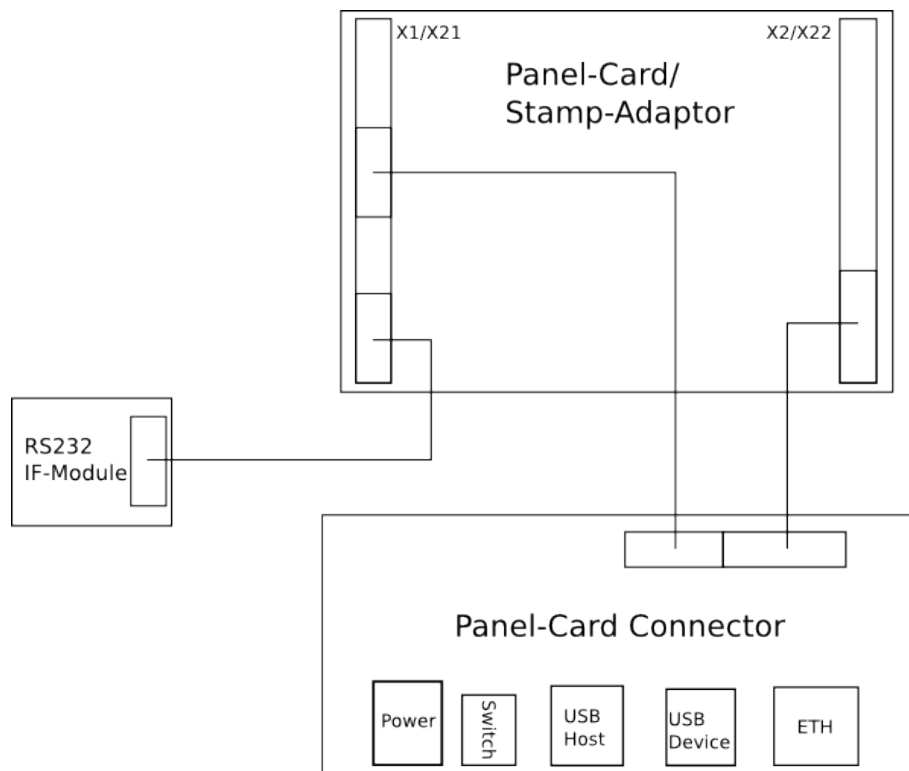 X1/X21
X2/X22
Panel-Card/
Stamp-Adaptor
RS232
IF-Module
Panel-Card Connector
Power
Switch
USB
Host
USB
Device
ETH